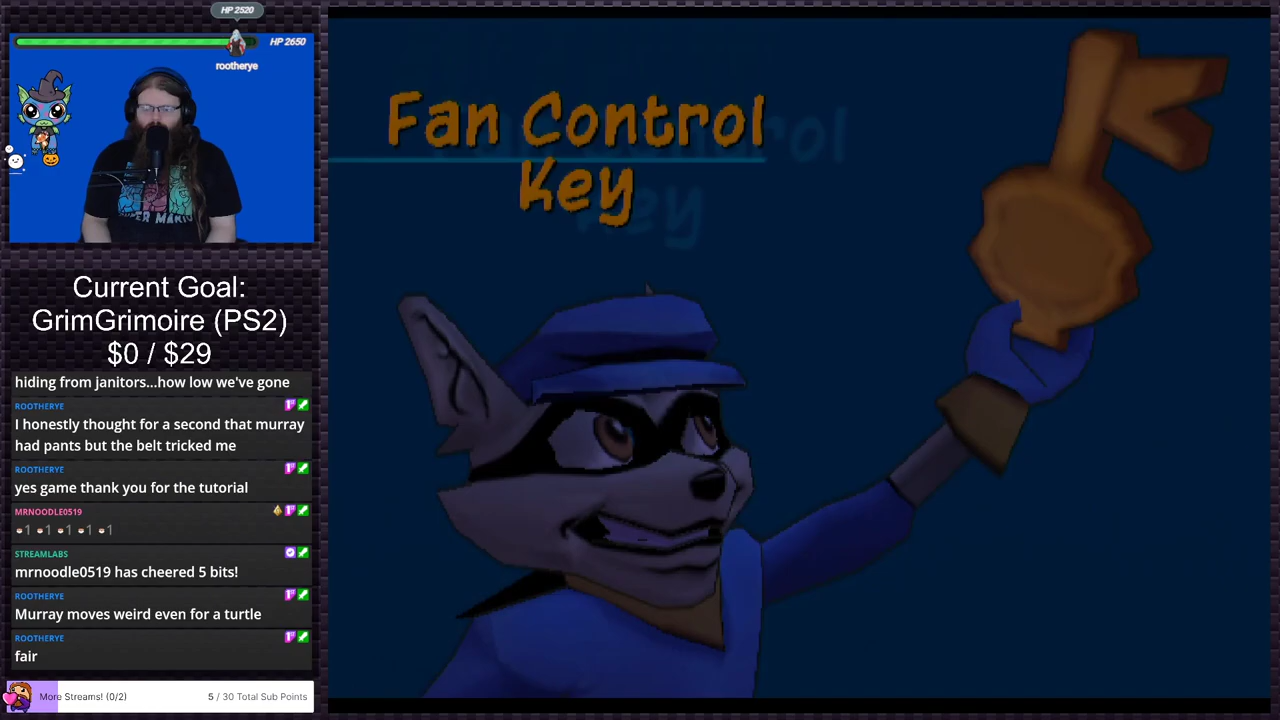 HP 2520
HP 2650
rootherye
SUPER MARIO
Current Goal:
GrimGrimoire (PS2)
$0 / $29
hiding from janitors...how low we've gone
ROOTHERYE
I honestly thought for a second that murray
had pants but the belt tricked me
ROOTHERYE
yes game thank you for the tutorial
MRNOODLE0519
1 1 1 1 1
STREAMLABS
mrnoodle0519 has cheered 5 bits!
ROOTHERYE
Murray moves weird even for a turtle
ROOTHERYE
fair
More Streams! (0/2)
5 / 30 Total Sub Points
Fan Control
Key